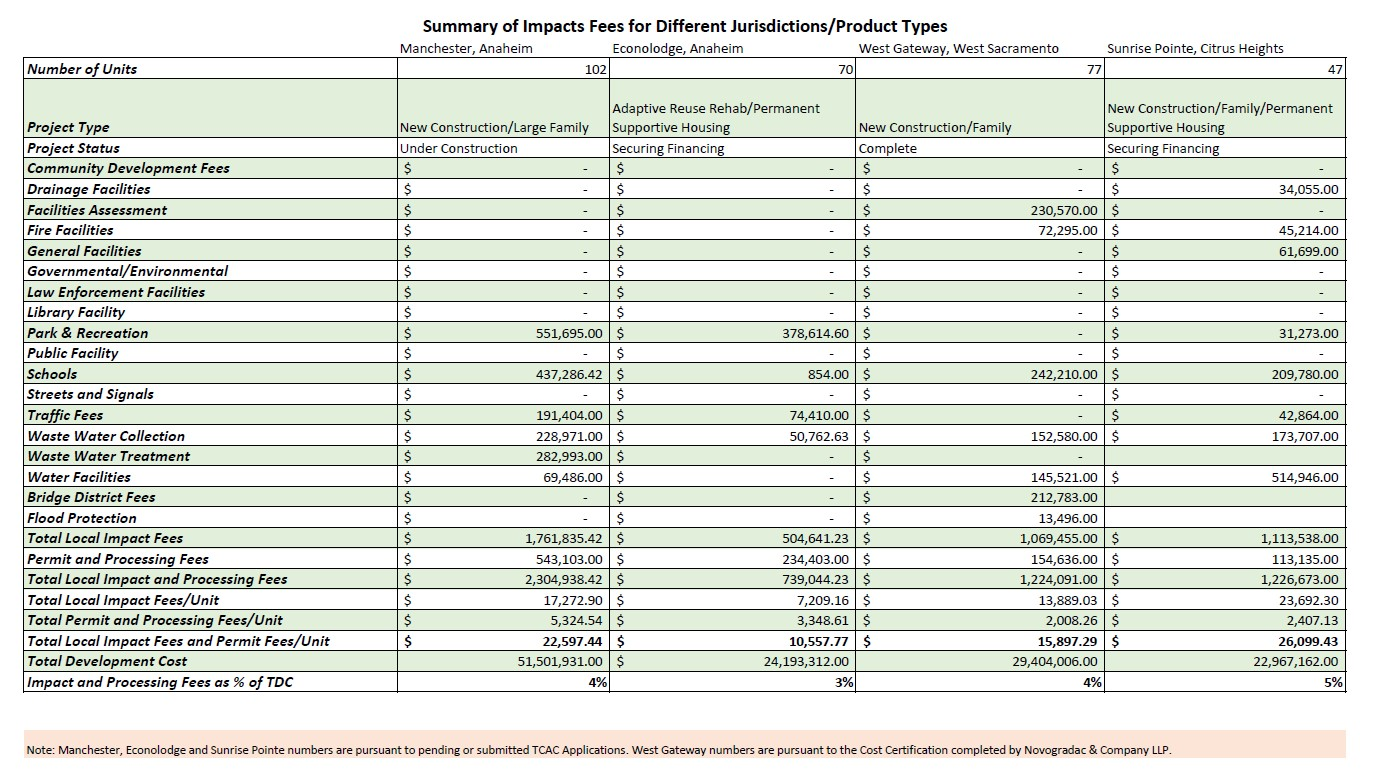 Summary of Impacts Fees for Different Jurisdictions/Product Types
Manchester, Anaheim Econolodge, Anaheim West Gateway, West Sacramento Sunrise Pointe, Citrus Heights
Number of Units 102 70 77 47
Adaptive Reuse Rehab/Permanent New Construction/Family/Permanent
Project Type New Construction/Large Family Supportive Housing New Construction/Family Supportive Housing
Project Status Under Construction Securing Financing Complete Securing Financing
Community Development Fees $ - $ - $ - $ -
Drainage Facilities $ - $ - $ - $ 34,055.00
Facilities Assessment $ - $ - $ 230,570.00 $ -
Fire Facilities $ - $ - $ 72,295.00 $ 45,214.00
General Facilities $ - $ - $ - $ 61,699.00
Governmental/Environmental $ - $ - $ - $ -
Law Enforcement Facilities $ - $ - $ - $ -
Library Facility $ - $ - $ - $ -
Park & Recreation $ 551,695.00 $ 378,614.60 $ - $ 31,273.00
Public Facility $ - $ - $ - $ -
Schools $ 437,286.42 $ 854.00 $ 242,210.00 $ 209,780.00
Streets and Signals $ - $ - $ - $ -
Traffic Fees $ 191,404.00 $ 74,410.00 $ - $ 42,864.00
Waste Water Collection $ 228,971.00 $ 50,762.63 $ 152,580.00 $ 173,707.00
Waste Water Treatment $ 282,993.00 $ - $ -
Water Facilities $ 69,486.00 $ - $ 145,521.00 $ 514,946.00
Bridge District Fees $ - $ - $ 212,783.00
Flood Protection $ - $ - $ 13,496.00
Total Local Impact Fees $ 1,761,835.42 $ 504,641.23 $ 1,069,455.00 $ 1,113,538.00
Permit and Processing Fees $ 543,103.00 $ 234,403.00 $ 154,636.00 $ 113,135.00
Total Local Impact and Processing Fees $ 2,304,938.42 $ 739,044.23 $ 1,224,091.00 $ 1,226,673.00
Total Local Impact Fees/Unit $ 17,272.90 $ 7,209.16 $ 13,889.03 $ 23,692.30
Total Permit and Processing Fees/Unit $ 5,324.54 $ 3,348.61 $ 2,008.26 $ 2,407.13
Total Local Impact Fees and Permit Fees/Unit $ 22,597.44 $ 10,557.77 $ 15,897.29 $ 26,099.43
Total Development Cost 51,501,931.00 $ 24,193,312.00 29,404,006.00 22,967,162.00
Impact and Processing Fees as % of TDC 4% 3% 4% 5%
Note: Manchester, Econolodge and Sunrise Pointe numbers are pursuant to pending or submitted TCAC Applications. West Gateway numbers are pursuant to the Cost Certification completed by Novogradac & Company LLP.